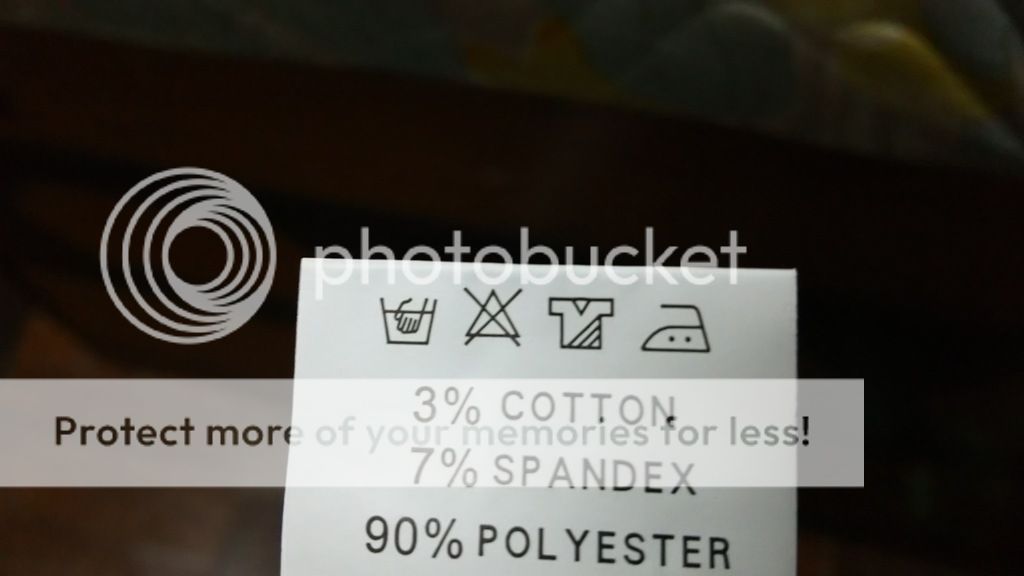 photobucket
3% COTTON
Protect more of your memories for less!
7% SPANDEX
90% POLYESTER